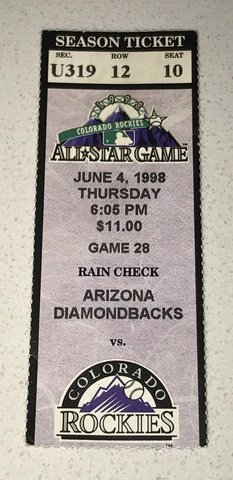 SEASON TICKET
SEC. ROW SEAT
U319 12 10
COLORADO ROCKIES
ALL★STAR GAME
JUNE 4, 1998
THURSDAY
6:05 PM
$11.00
GAME 28
RAIN CHECK
ARIZONA
DIAMONDBACKS
vs.
COLORADO
ROCKIES
TM